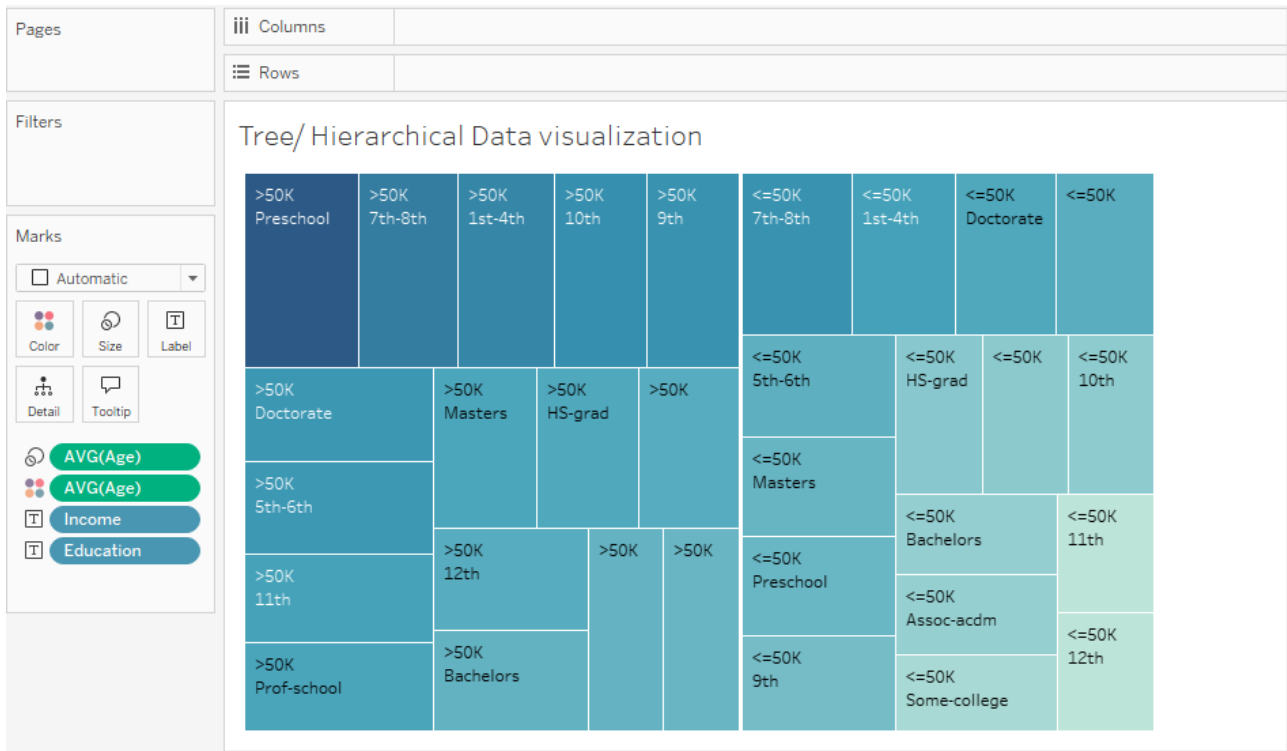 Pages
Columns
Rows
Filters
Marks
Automatic
Color
Size
Label
Detail
Tooltip
AVG(Age)
AVG(Age)
Income
Education
Tree/ Hierarchical Data visualization
>50K
Preschool
>50K
7th-8th
>50K
1st-4th
>50K
10th
>50K
9th
>50K
Doctorate
>50K
5th-6th
>50K
11th
>50K
Prof-school
>50K
Masters
>50K
HS-grad
>50K
>50K
12th
>50K
Bachelors
>50K
>50K
<=50K
7th-8th
<=50K
1st-4th
<=50K
Doctorate
<=50K
<=50K
5th-6th
<=50K
Masters
<=50K
Preschool
<=50K
9th
<=50K
HS-grad
<=50K
<=50K
10th
<=50K
Bachelors
<=50K
Assoc-acdm
<=50K
Some-college
<=50K
11th
<=50K
12th